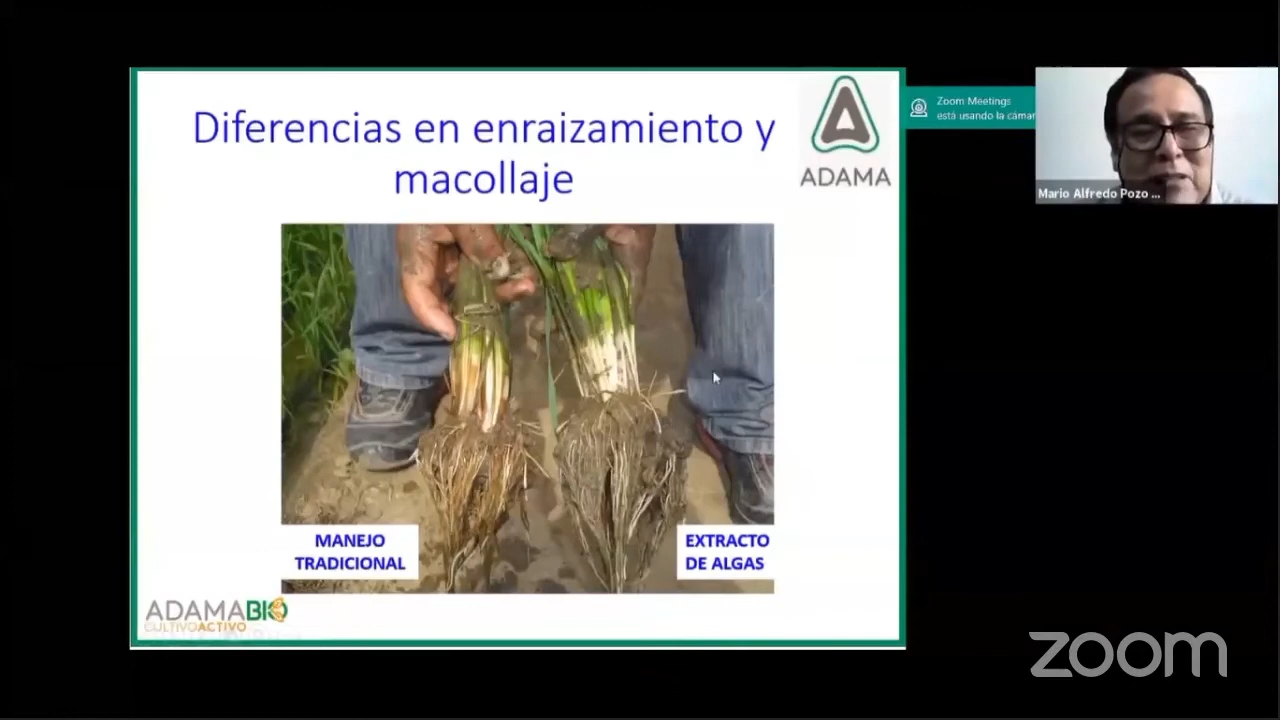 Diferencias en enraizamiento y
macollaje
ADAMA
Zoom Meetings
está usando la cámar
Mario Alfredo Pozo ...
MANEJO
TRADICIONAL
EXTRACTO
DE ALGAS
ADAMABIO
CULTIVOACTIVO
zoom